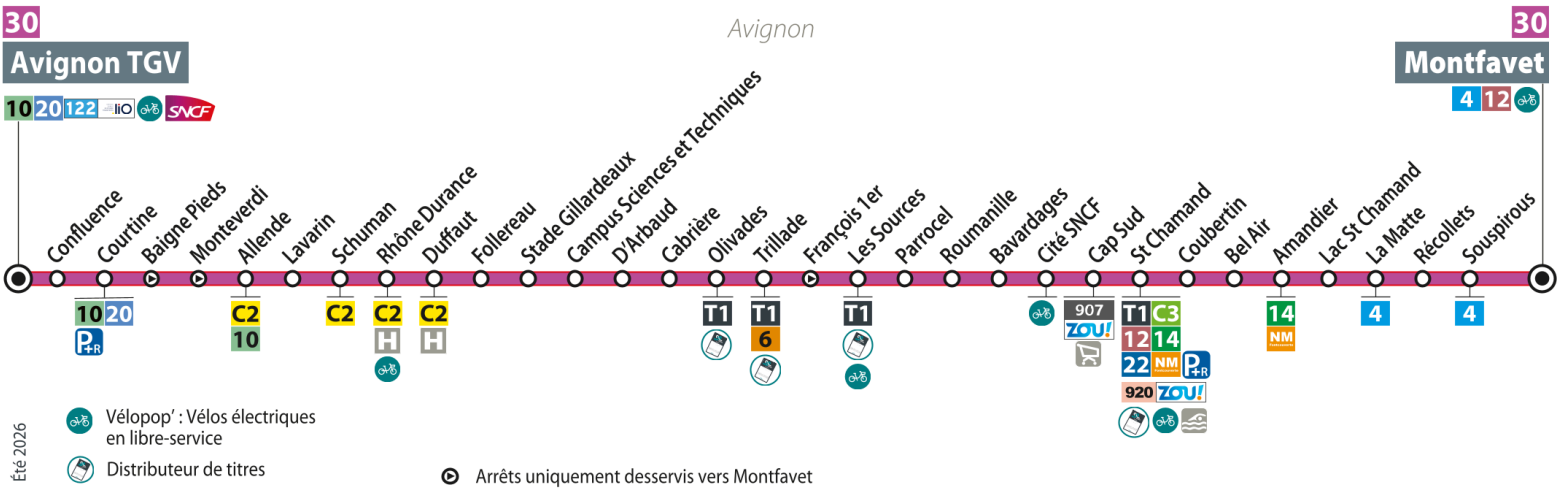 30
Avignon TGV
10 20 122 liO SNCF
Avignon
30
Montfavet
4 12
Confluence
Courtine
Baigne Pieds
Monteverdi
Allende
Lavarin
Schuman
Rhône Durance
Duffaut
Follereau
Stade Gillardeaux
Campus Sciences et Techniques
D'Arbaud
Cabrière
Olivades
Trillade
François 1er
Les Sources
Parrocel
Roumanille
Bavardages
Cité SNCF
Cap Sud
St Chamand
Coubertin
Bel Air
Amandier
Lac St Chamand
La Matte
Récollets
Souspirous
10 20
P+R
C2
10
C2
C2
H
C2
H
T1
T1
6
T1
907
ZOU!
T1 C3
12 14
22 NM P+R
920 ZOU!
14
NM
4
4
Vélopop' : Vélos électriques
en libre-service
Distributeur de titres
Arrêts uniquement desservis vers Montfavet
Été 2026